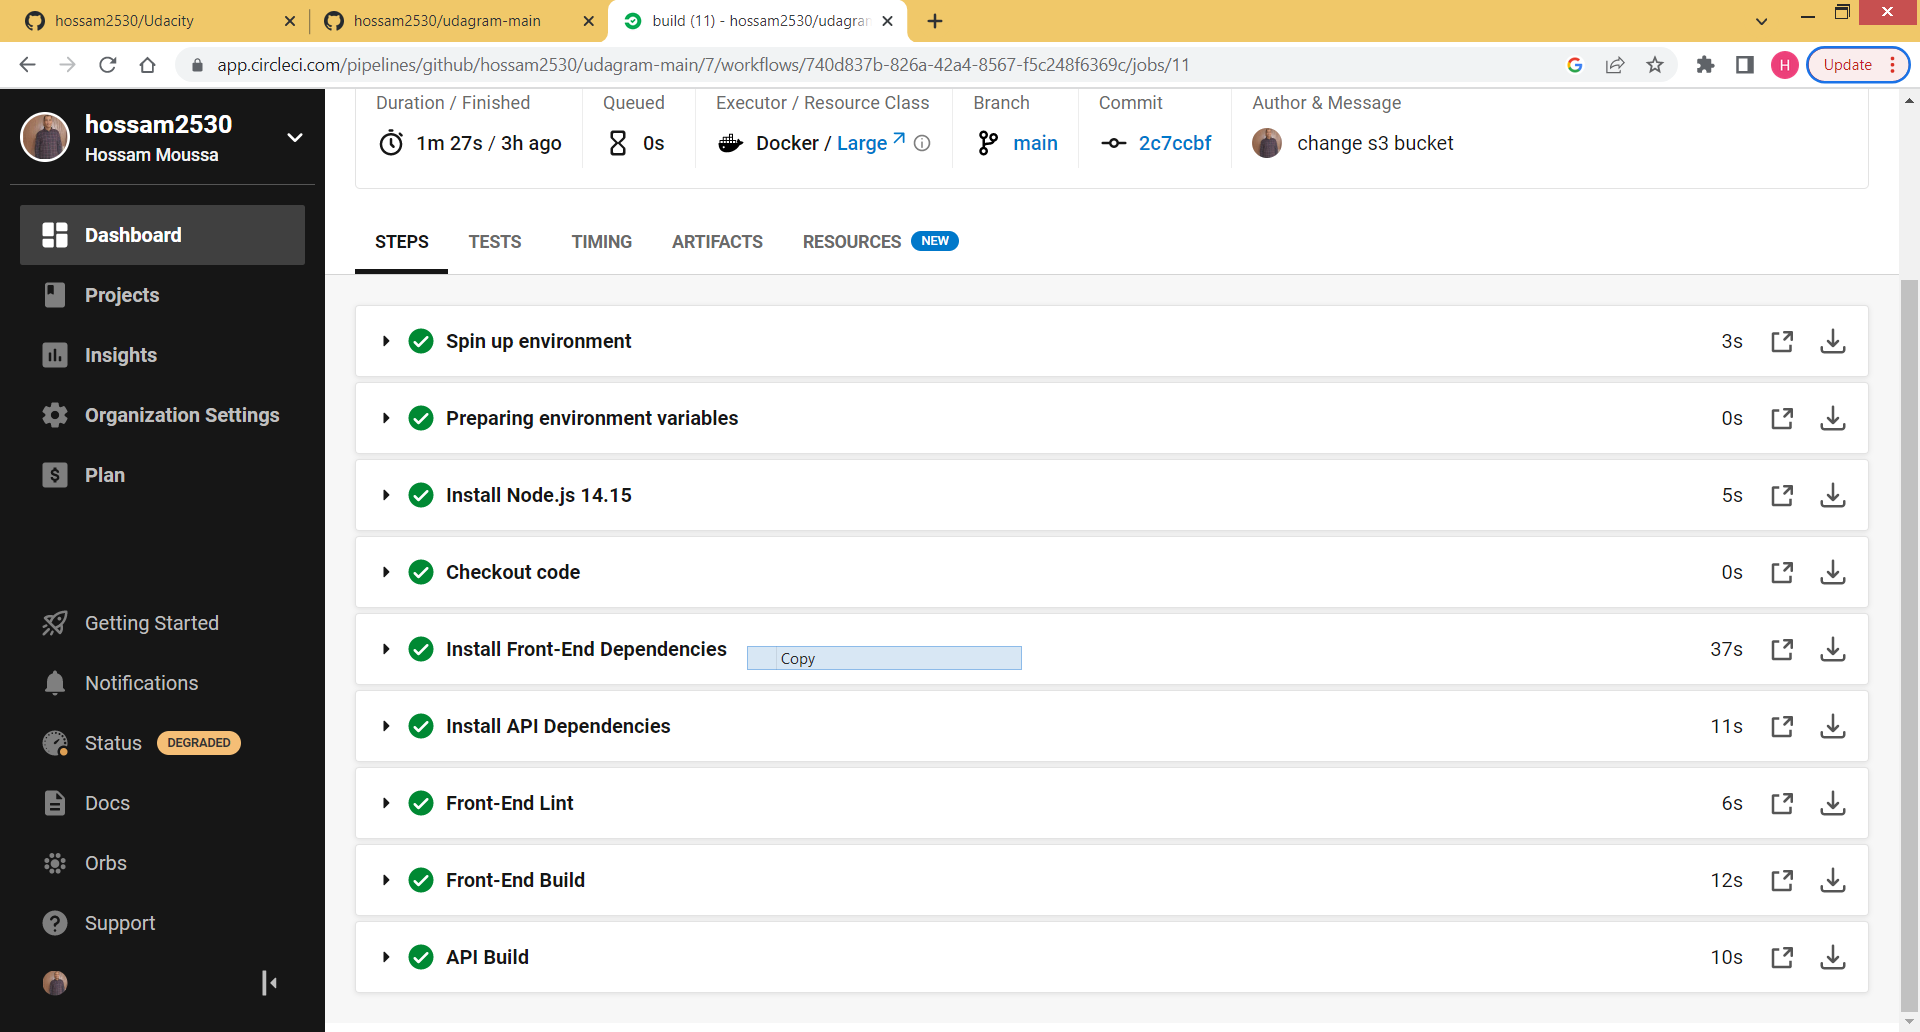 hossam2530/Udacity
hossam2530/udagram-main
build (11) - hossam2530/udagram
app.circleci.com/pipelines/github/hossam2530/udagram-main/7/workflows/740d837b-826a-42a4-8567-f5c248f6369c/jobs/11
H
Update
hossam2530
Hossam Moussa
Dashboard
Projects
Insights
Organization Settings
Plan
Getting Started
Notifications
Status DEGRADED
Docs
Orbs
Support
Duration / Finished
1m 27s / 3h ago
Queued
0s
Executor / Resource Class
Docker / Large
Branch
main
Commit
2c7ccbf
Author & Message
change s3 bucket
STEPS TESTS TIMING ARTIFACTS RESOURCES NEW
Spin up environment 3s
Preparing environment variables 0s
Install Node.js 14.15 5s
Checkout code 0s
Install Front-End Dependencies 37s
Copy
Install API Dependencies 11s
Front-End Lint 6s
Front-End Build 12s
API Build 10s